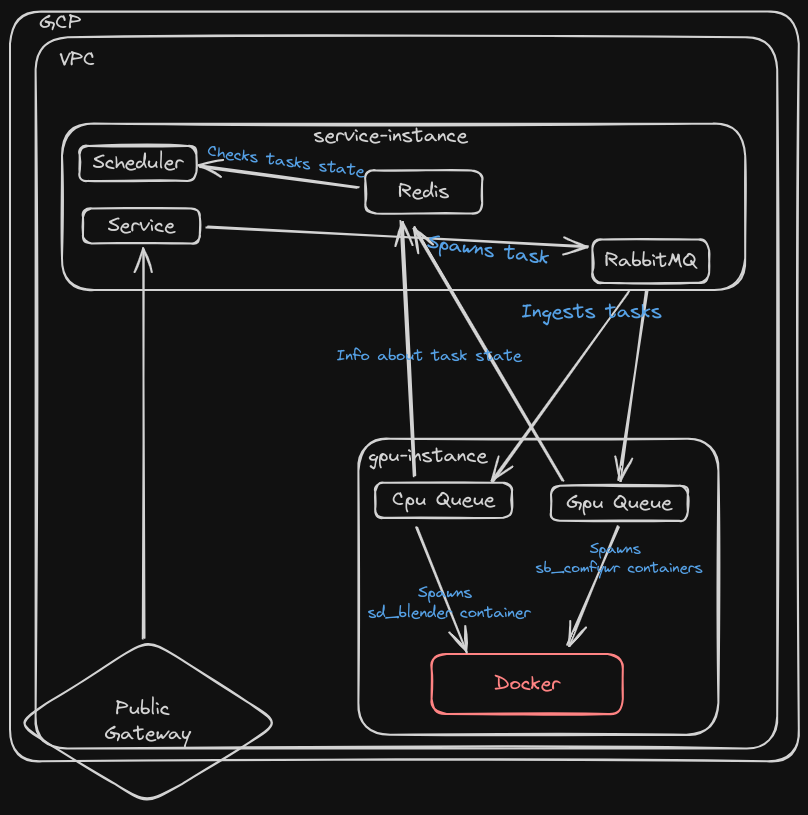 GCP
VPC
service-instance
Scheduler
Checks tasks state
Redis
Service
Spawns task
RabbitMQ
Ingests tasks
Info about task state
gpu-instance
Cpu Queue
Gpu Queue
Spawns
sb_comfywr containers
Spawns
sd_blender container
Docker
Public
Gateway